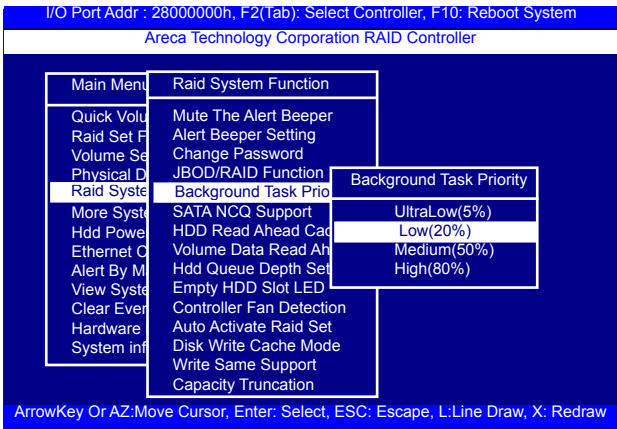 I/O Port Addr : 28000000h, F2(Tab): Select Controller, F10: Reboot System
Areca Technology Corporation RAID Controller
Main Menu
Quick Volu
Raid Set F
Volume Se
Physical D
Raid Syste
More Syste
Hdd Powe
Ethernet C
Alert By M
View Syste
Clear Even
Hardware
System inf
Raid System Function
Mute The Alert Beeper
Alert Beeper Setting
Change Password
JBOD/RAID Function
Background Task Prio
SATA NCQ Support
HDD Read Ahead Cac
Volume Data Read Ah
Hdd Queue Depth Set
Empty HDD Slot LED
Controller Fan Detection
Auto Activate Raid Set
Disk Write Cache Mode
Write Same Support
Capacity Truncation
Background Task Priority
UltraLow(5%)
Low(20%)
Medium(50%)
High(80%)
ArrowKey Or AZ:Move Cursor, Enter: Select, ESC: Escape, L:Line Draw, X: Redraw